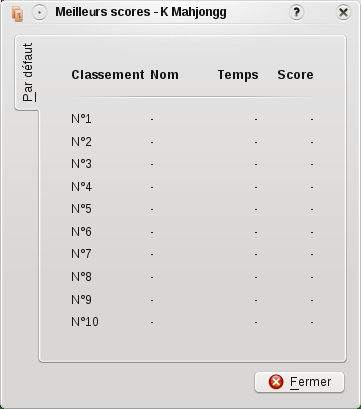 Meilleurs scores - K Mahjongg ?
Par défaut
Classement Nom Temps Score
N°1 - - -
N°2 - - -
N°3 - - -
N°4 - - -
N°5 - - -
N°6 - - -
N°7 - - -
N°8 - - -
N°9 - - -
N°10 - - -
Fermer